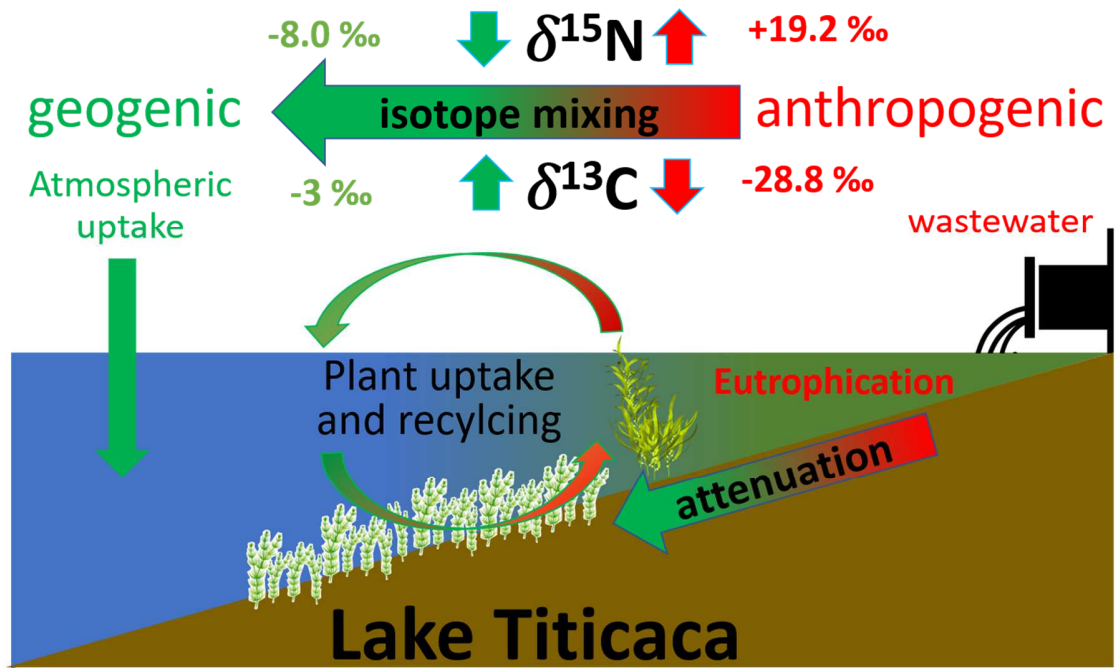 -8.0 ‰ δ¹⁵N +19.2 ‰
geogenic isotope mixing anthropogenic
Atmospheric
uptake
-3 ‰ δ¹³C -28.8 ‰
wastewater
Plant uptake
and recylcing
Eutrophication
attenuation
Lake Titicaca